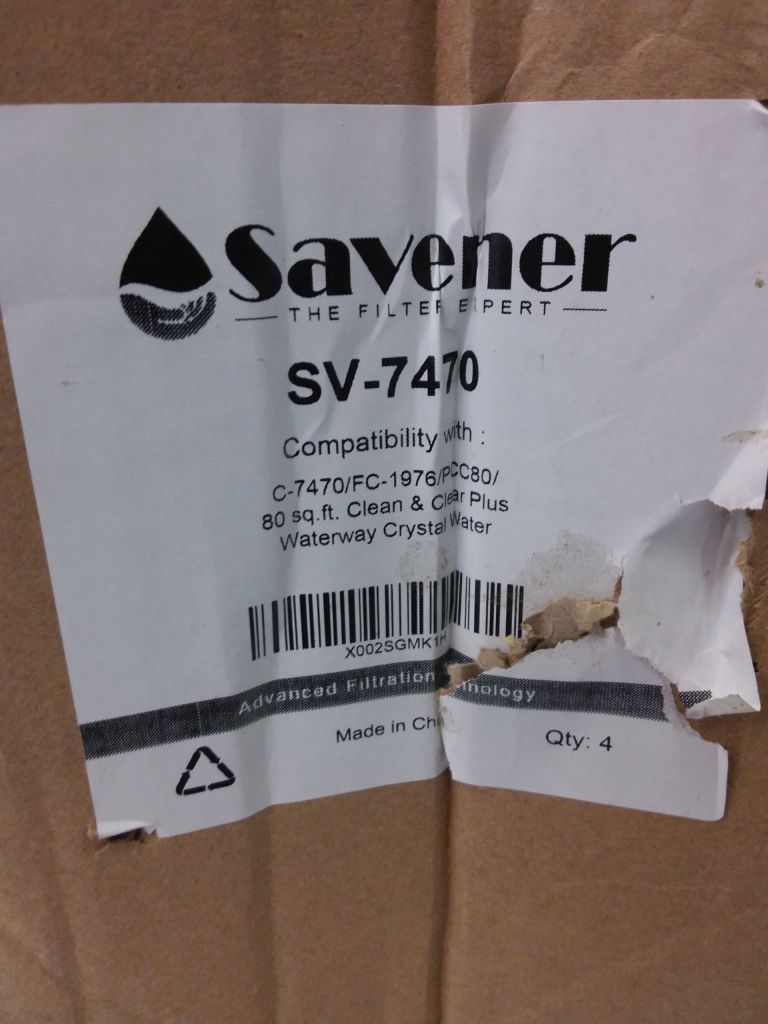 Savener
THE FILTER EXPERT
SV-7470
Compatibility with :
C-7470/FC-1976/PCC80/
80 sq.ft. Clean & Clear Plus
Waterway Crystal Water
X002SGMK1H
Advanced Filtration
Made in
Qty: 4